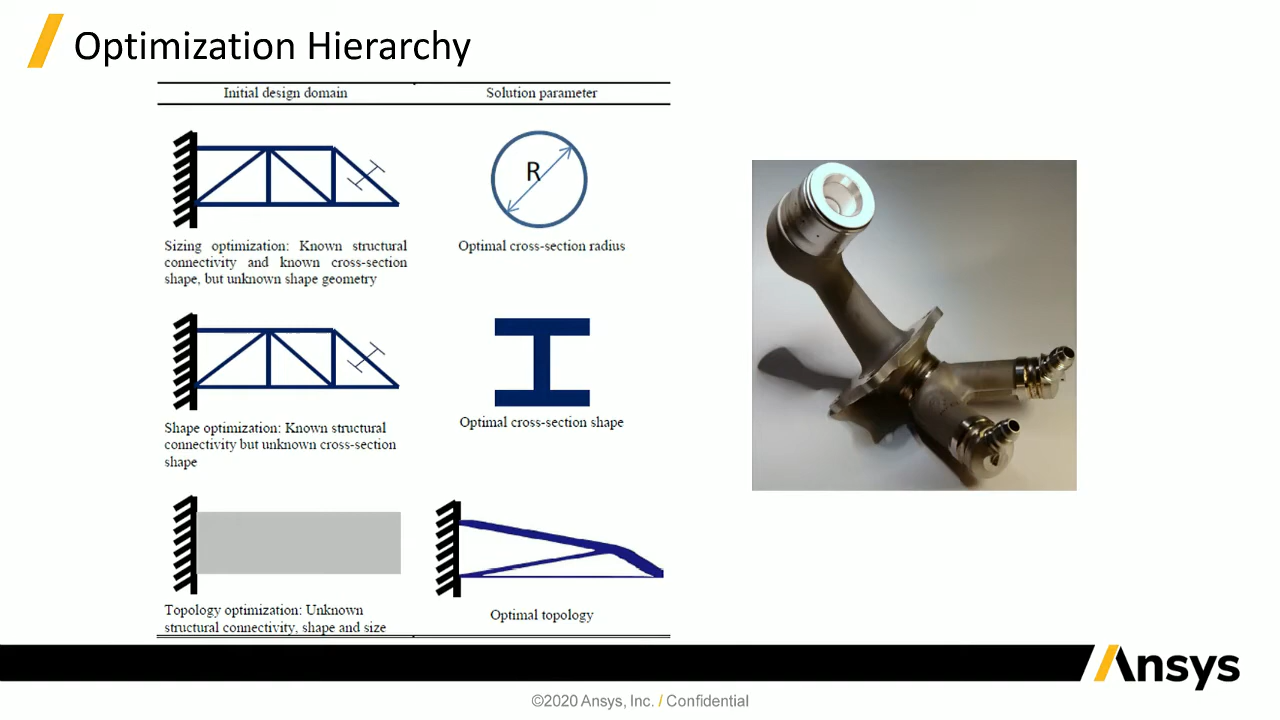 Optimization Hierarchy
Initial design domain
Solution parameter
R
Sizing optimization: Known structural
connectivity and known cross-section
shape, but unknown shape geometry
Optimal cross-section radius
Shape optimization: Known structural
connectivity but unknown cross-section
shape
Optimal cross-section shape
Topology optimization: Unknown
structural connectivity, shape and size
Optimal topology
Ansys
©2020 Ansys, Inc. / Confidential